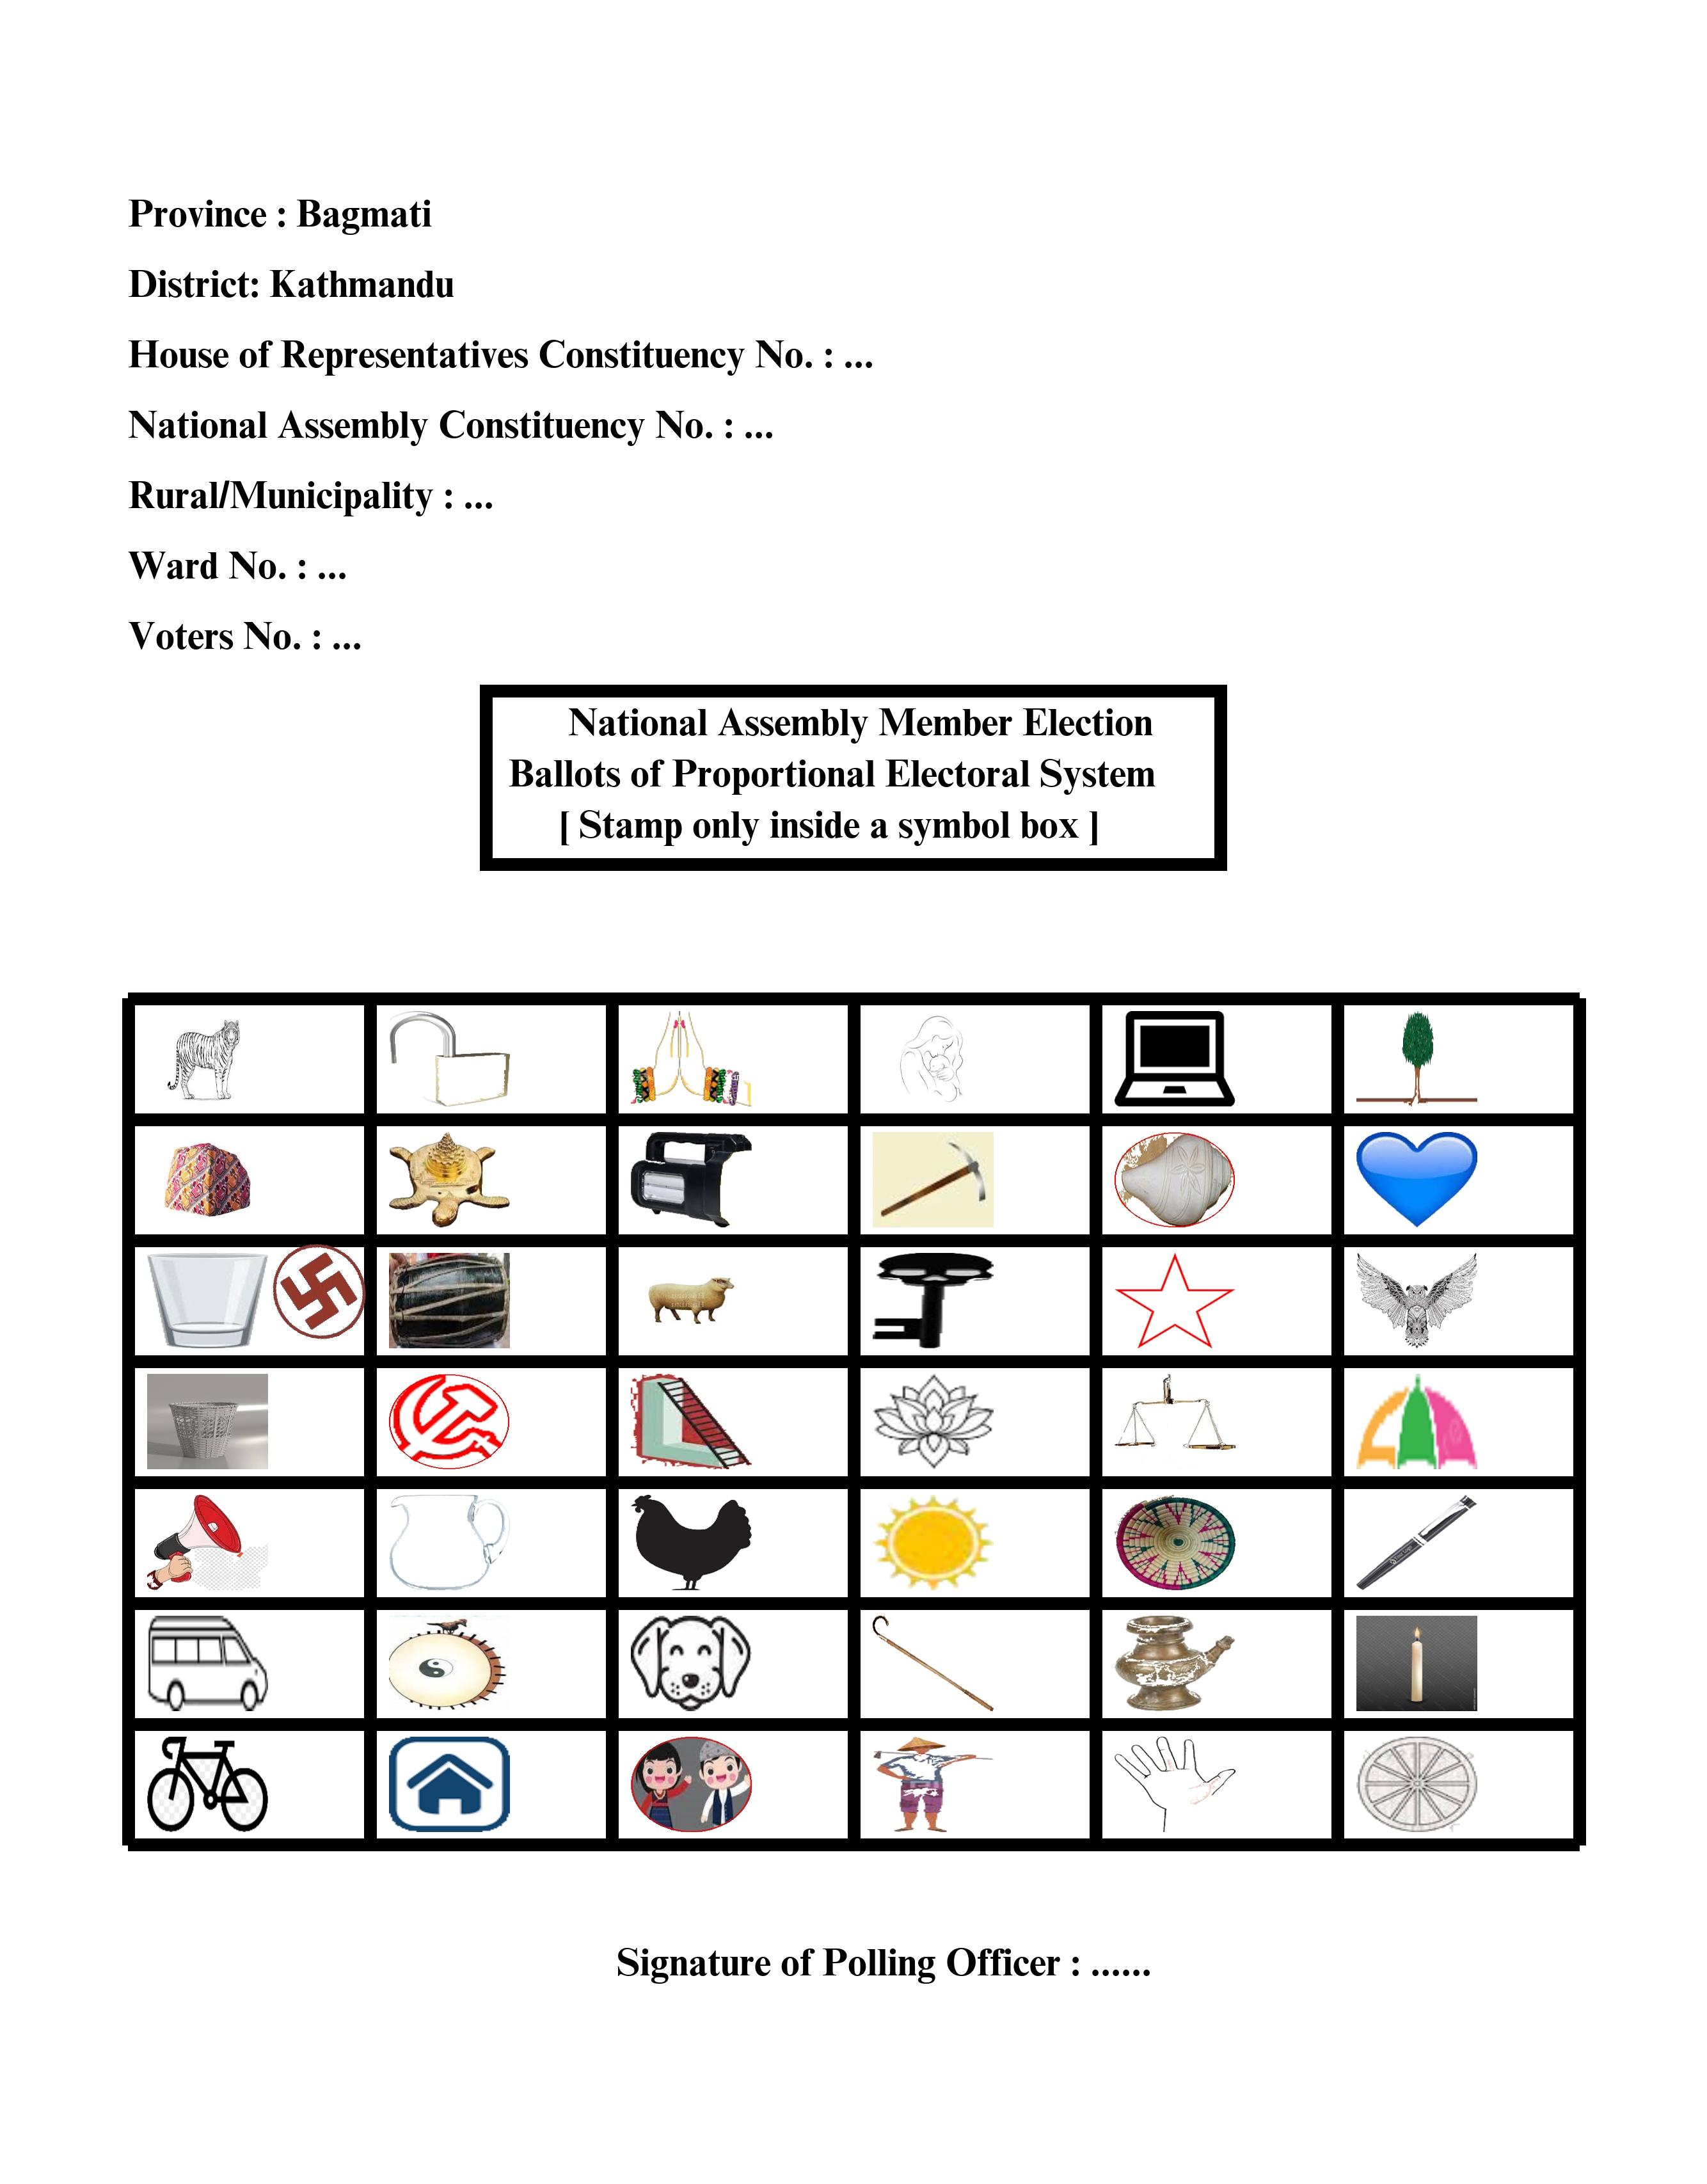 Province : Bagmati
District: Kathmandu
House of Representatives Constituency No. : ...
National Assembly Constituency No. : ...
Rural/Municipality : ...
Ward No. : ...
Voters No. : ...
National Assembly Member Election
Ballots of Proportional Electoral System
[ Stamp only inside a symbol box ]
Signature of Polling Officer : ......